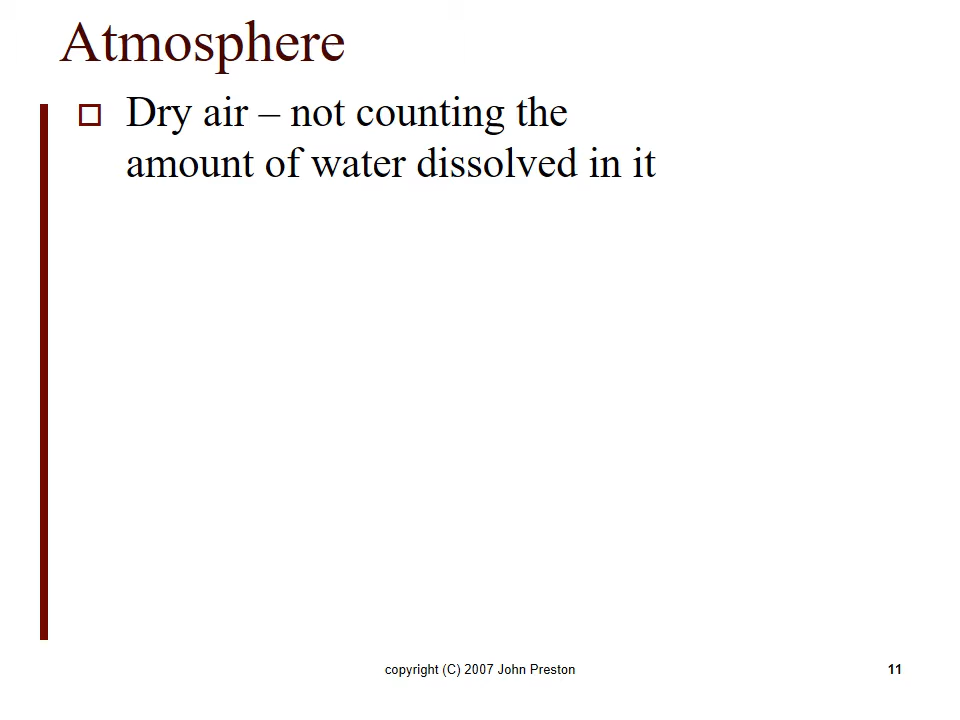 Atmosphere
Dry air – not counting the
amount of water dissolved in it
copyright (C) 2007 John Preston
11